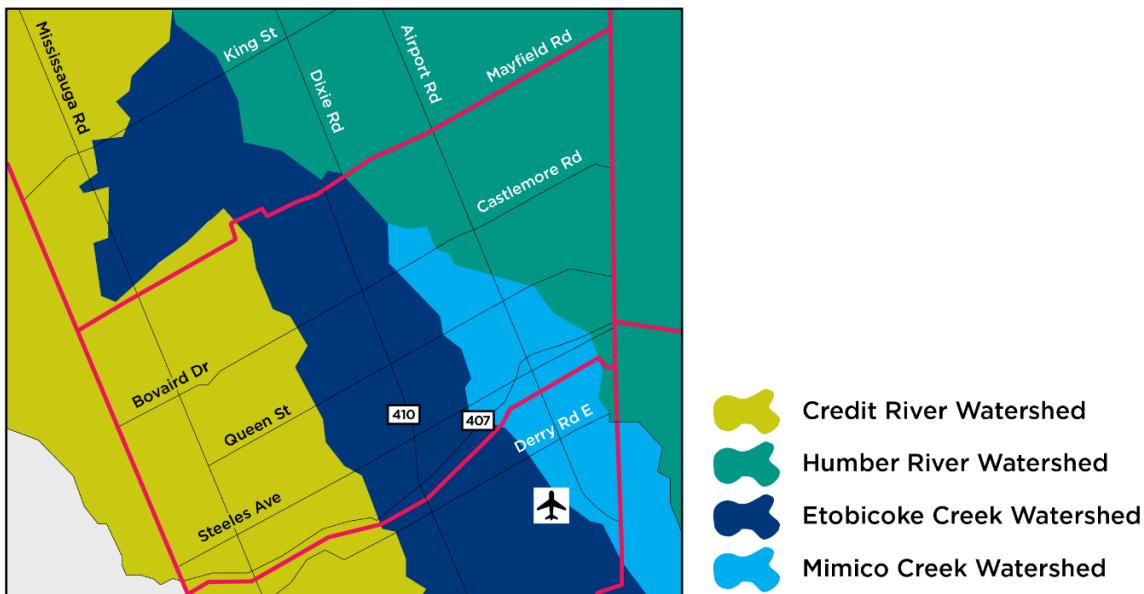 Mississauga Rd
King St
Dixie Rd
Airport Rd
Mayfield Rd
Castlemore Rd
Bovaird Dr
Queen St
Steeles Ave
410
407
Derry Rd E
Credit River Watershed
Humber River Watershed
Etobicoke Creek Watershed
Mimico Creek Watershed